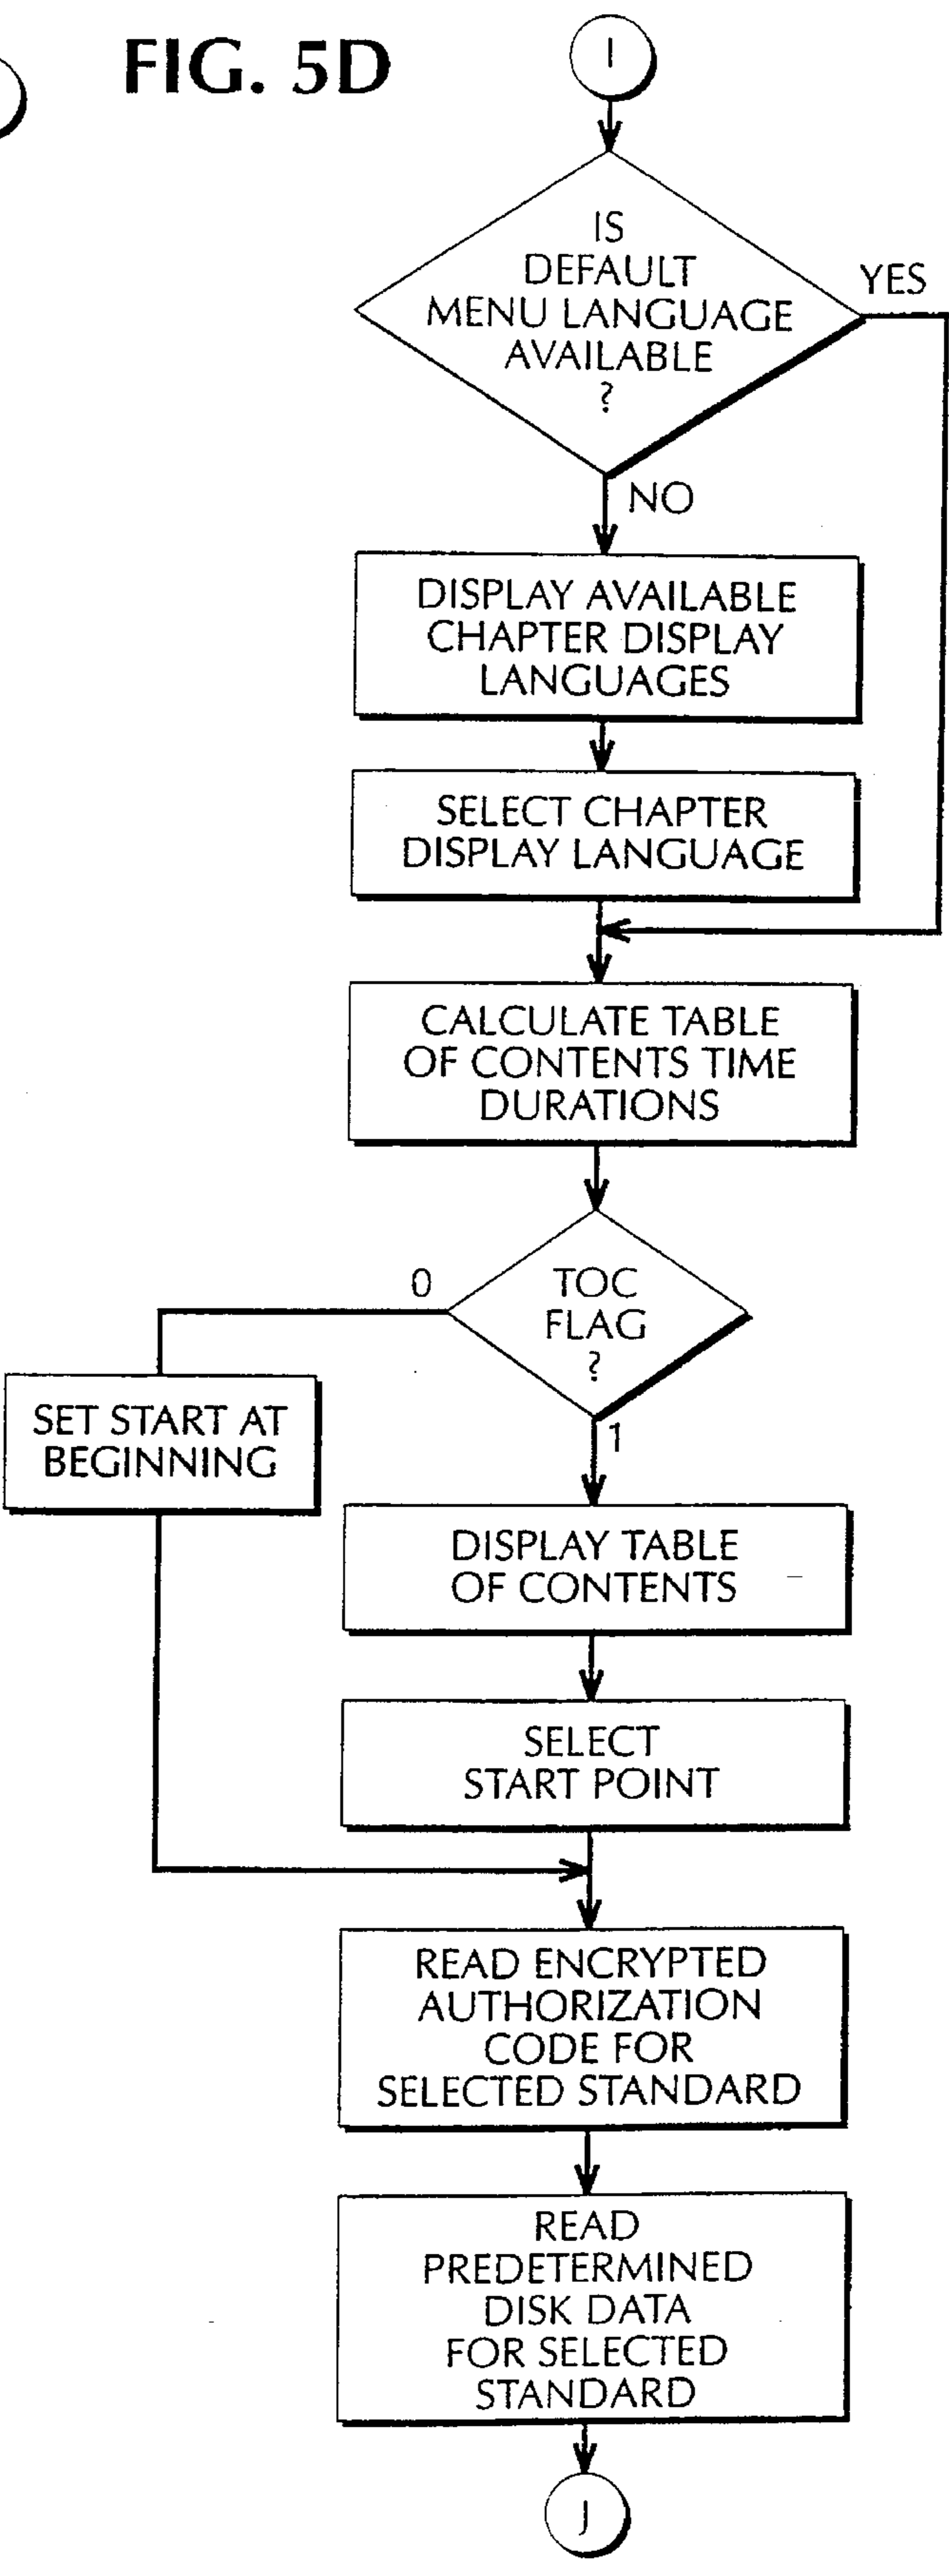 FIG. 5D
I
IS
DEFAULT
MENU LANGUAGE
AVAILABLE
?
YES
NO
DISPLAY AVAILABLE
CHAPTER DISPLAY
LANGUAGES
SELECT CHAPTER
DISPLAY LANGUAGE
CALCULATE TABLE
OF CONTENTS TIME
DURATIONS
TOC
FLAG
?
0
1
SET START AT
BEGINNING
DISPLAY TABLE
OF CONTENTS
SELECT
START POINT
READ ENCRYPTED
AUTHORIZATION
CODE FOR
SELECTED STANDARD
READ
PREDETERMINED
DISK DATA
FOR SELECTED
STANDARD
J